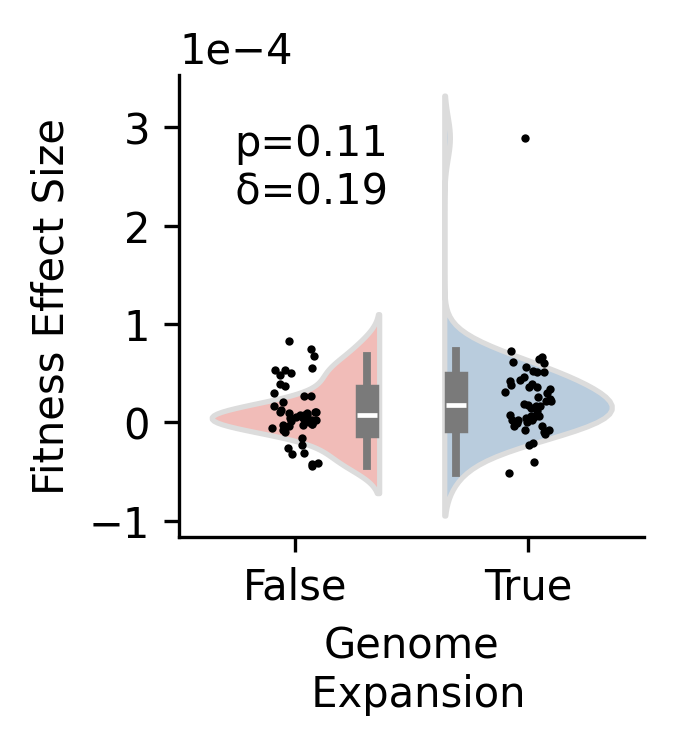 1e−4
3
2
1
0
−1
Fitness Effect Size
p=0.11
δ=0.19
False
True
Genome
Expansion